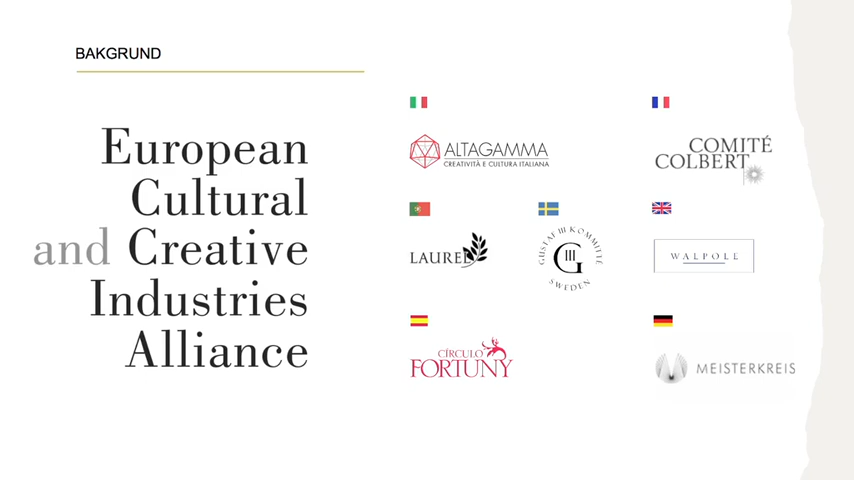 BAKGRUND
European
Cultural
and Creative
Industries
Alliance
ALTAGAMMA
CREATIVITÀ E CULTURA ITALIANA
COMITÉ
COLBERT
LAUREL
GUSTAF III KOMMITTÉ
G III
SWEDEN
WALPOLE
CÍRCULO
FORTUNY
MEISTERKREIS